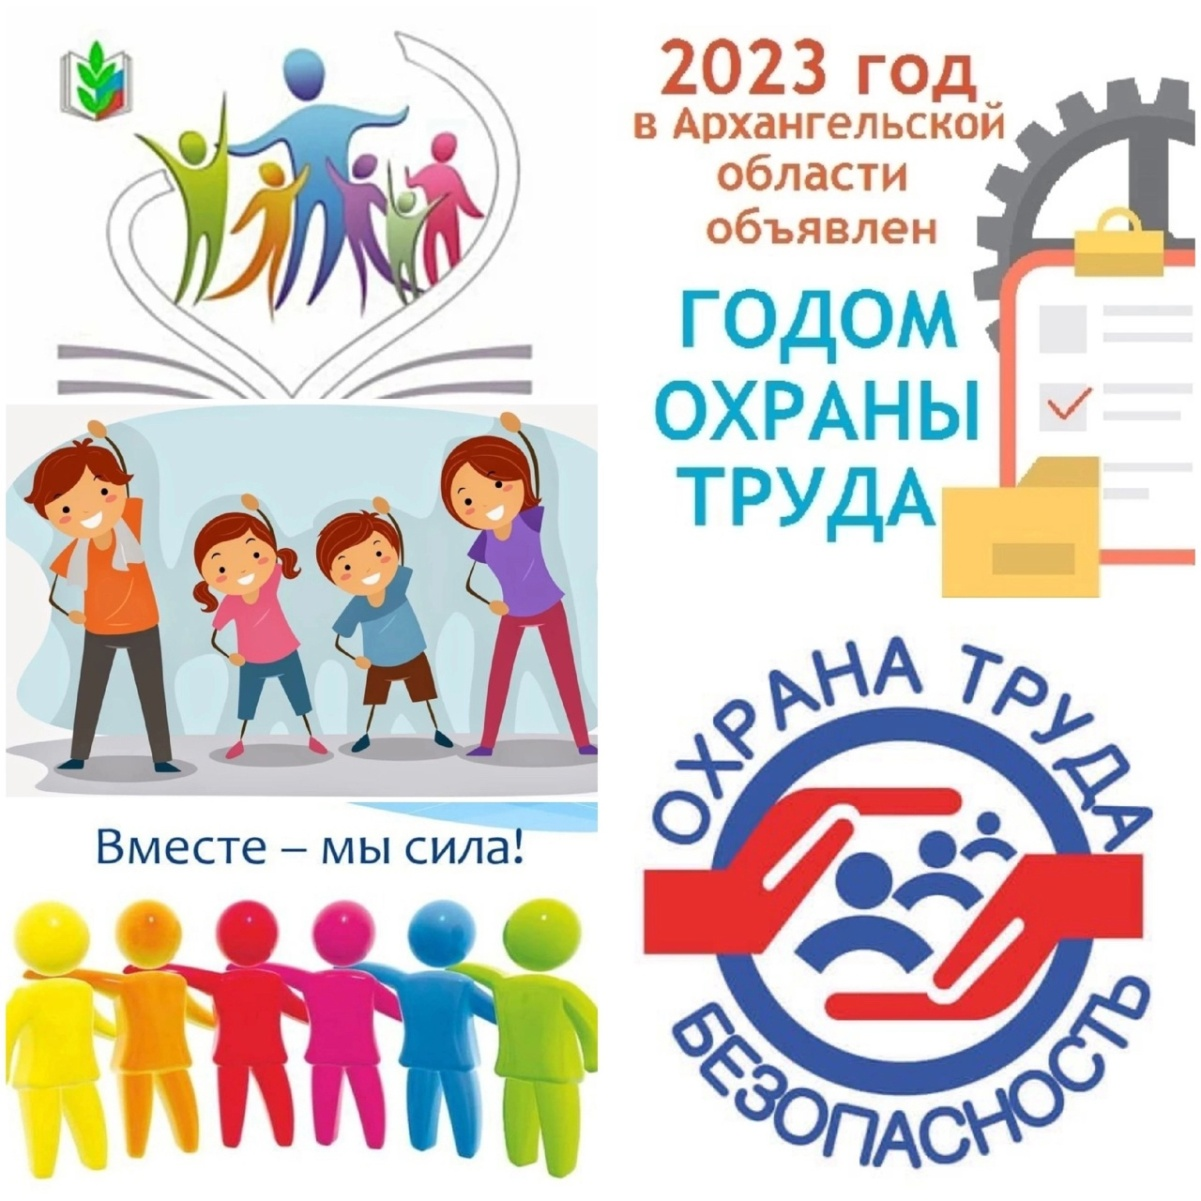 2023 год
в Архангельской
области
объявлен
ГОДОМ
ОХРАНЫ
ТРУДА
Вместе – мы сила!
ОХРАНА ТРУДА
БЕЗОПАСНОСТЬ